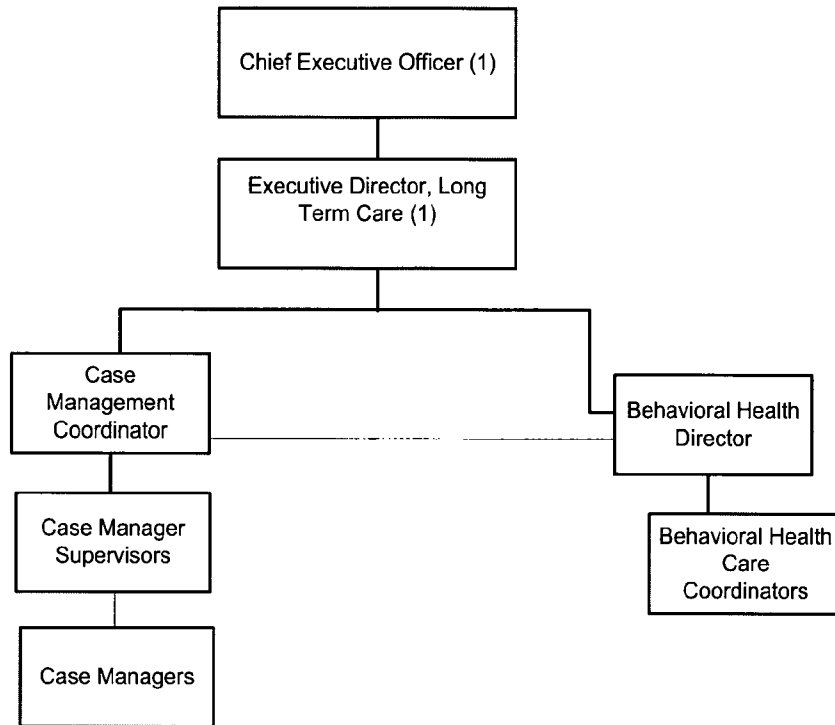 Chief Executive Officer (1)
Executive Director, Long
Term Care (1)
Case
Management
Coordinator
Behavioral Health
Director
Case Manager
Supervisors
Behavioral Health
Care
Coordinators
Case Managers